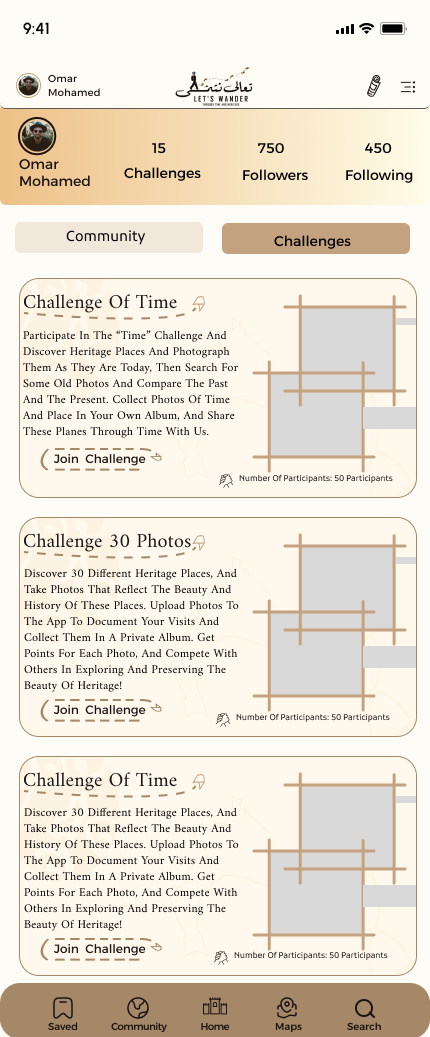 9:41
Omar
Mohamed
تعالى نتمشى
LET'S WANDER
THROUGH TIME AND HERITAGE
Omar
Mohamed
15
Challenges
750
Followers
450
Following
Community
Challenges
Challenge Of Time
Participate In The “Time” Challenge And
Discover Heritage Places And Photograph
Them As They Are Today, Then Search For
Some Old Photos And Compare The Past
And The Present. Collect Photos Of Time
And Place In Your Own Album, And Share
These Planes Through Time With Us.
Join Challenge
Number Of Participants: 50 Participants
Challenge 30 Photos
Discover 30 Different Heritage Places, And
Take Photos That Reflect The Beauty And
History Of These Places. Upload Photos To
The App To Document Your Visits And
Collect Them In A Private Album. Get
Points For Each Photo, And Compete With
Others In Exploring And Preserving The
Beauty Of Heritage!
Join Challenge
Number Of Participants: 50 Participants
Challenge Of Time
Discover 30 Different Heritage Places, And
Take Photos That Reflect The Beauty And
History Of These Places. Upload Photos To
The App To Document Your Visits And
Collect Them In A Private Album. Get
Points For Each Photo, And Compete With
Others In Exploring And Preserving The
Beauty Of Heritage!
Join Challenge
Number Of Participants: 50 Participants
Saved
Community
Home
Maps
Search